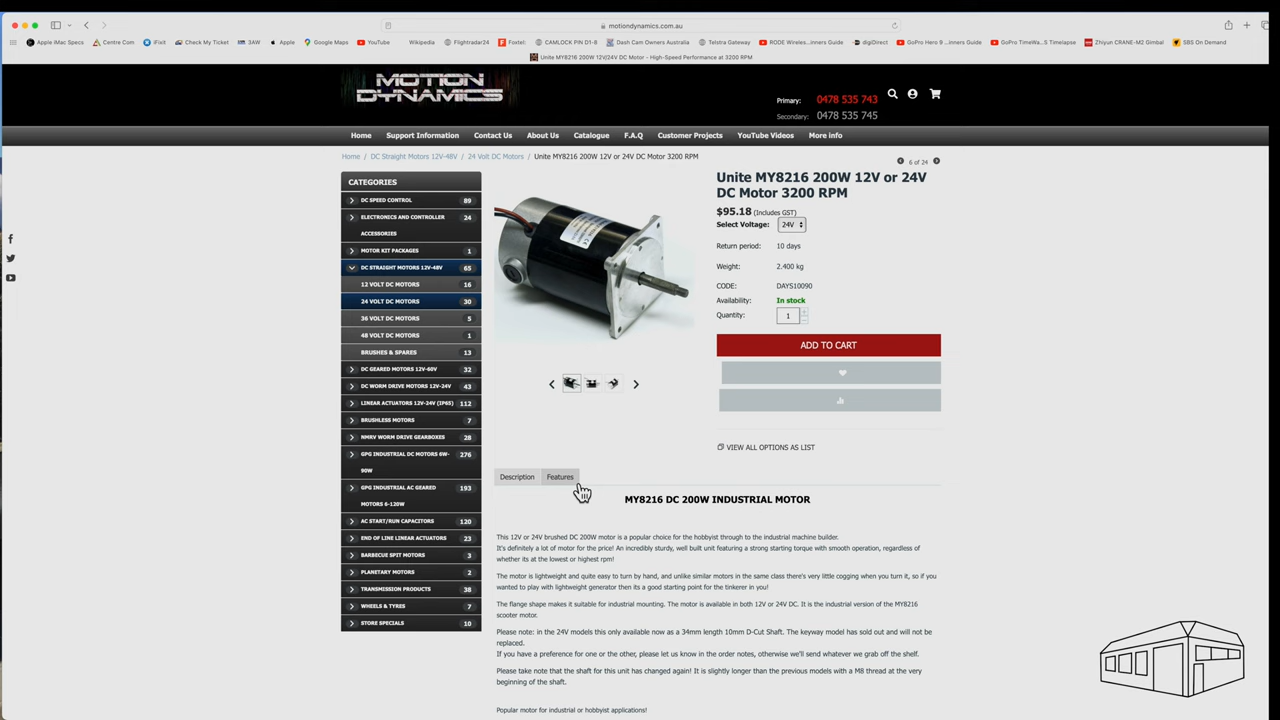 motiondynamics.com.au
Apple iMac Specs
Centre Com
iFixit
Check My Ticket
3AW
Apple
Google Maps
YouTube
Wikipedia
Flightradar24
Foxtel:
CAMLOCK PIN D1-8
Dash Cam Owners Australia
Telstra Gateway
RODE Wireless...inners Guide
digiDirect
GoPro Hero 9 ...inners Guide
GoPro TimeWa...S Timelapse
Zhiyun CRANE-M2 Gimbal
SBS On Demand
Unite MY8216 200W 12V/24V DC Motor - High-Speed Performance at 3200 RPM
MOTION
DYNAMICS
Primary: 0478 535 743
Secondary: 0478 535 745
Home Support Information Contact Us About Us Catalogue F.A.Q Customer Projects YouTube Videos More info
Home / DC Straight Motors 12V-48V / 24 Volt DC Motors / Unite MY8216 200W 12V or 24V DC Motor 3200 RPM
6 of 24
CATEGORIES
DC SPEED CONTROL 89
ELECTRONICS AND CONTROLLER
ACCESSORIES 24
MOTOR KIT PACKAGES 1
DC STRAIGHT MOTORS 12V-48V 65
12 VOLT DC MOTORS 16
24 VOLT DC MOTORS 30
36 VOLT DC MOTORS 5
48 VOLT DC MOTORS 1
BRUSHES & SPARES 13
DC GEARED MOTORS 12V-60V 32
DC WORM DRIVE MOTORS 12V-24V 43
LINEAR ACTUATORS 12V-24V (IP65) 112
BRUSHLESS MOTORS 7
NMRV WORM DRIVE GEARBOXES 28
GPG INDUSTRIAL DC MOTORS 6W-
90W 276
GPG INDUSTRIAL AC GEARED
MOTORS 6-120W 193
AC START/RUN CAPACITORS 120
END OF LINE LINEAR ACTUATORS 23
BARBECUE SPIT MOTORS 3
PLANETARY MOTORS 2
TRANSMISSION PRODUCTS 38
WHEELS & TYRES 7
STORE SPECIALS 10
Unite MY8216 200W 12V or 24V
DC Motor 3200 RPM
$95.18 (Includes GST)
Select Voltage: 24V
Return period: 10 days
Weight: 2.400 kg
CODE: DAYS10090
Availability: In stock
Quantity: 1
ADD TO CART
VIEW ALL OPTIONS AS LIST
Description Features
MY8216 DC 200W INDUSTRIAL MOTOR
This 12V or 24V brushed DC 200W motor is a popular choice for the hobbyist through to the industrial machine builder.
It's definitely a lot of motor for the price! An incredibly sturdy, well built unit featuring a strong starting torque with smooth operation, regardless of
whether its at the lowest or highest rpm!
The motor is lightweight and quite easy to turn by hand, and unlike similar motors in the same class there's very little cogging when you turn it, so if you
wanted to play with lightweight generator then its a good starting point for the tinkerer in you!
The flange shape makes it suitable for industrial mounting. The motor is available in both 12V or 24V DC. It is the industrial version of the MY8216
scooter motor.
Please note: in the 24V models this only available now as a 34mm length 10mm D-Cut Shaft. The keyway model has sold out and will not be
replaced.
If you have a preference for one or the other, please let us know in the order notes, otherwise we'll send whatever we grab off the shelf.
Please take note that the shaft for this unit has changed again! It is slightly longer than the previous models with a M8 thread at the very
beginning of the shaft.
Popular motor for industrial or hobbyist applications!